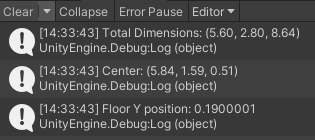 Clear Collapse Error Pause Editor
[14:33:43] Total Dimensions: (5.60, 2.80, 8.64)
UnityEngine.Debug:Log (object)
[14:33:43] Center: (5.84, 1.59, 0.51)
UnityEngine.Debug:Log (object)
[14:33:43] Floor Y position: 0.1900001
UnityEngine.Debug:Log (object)